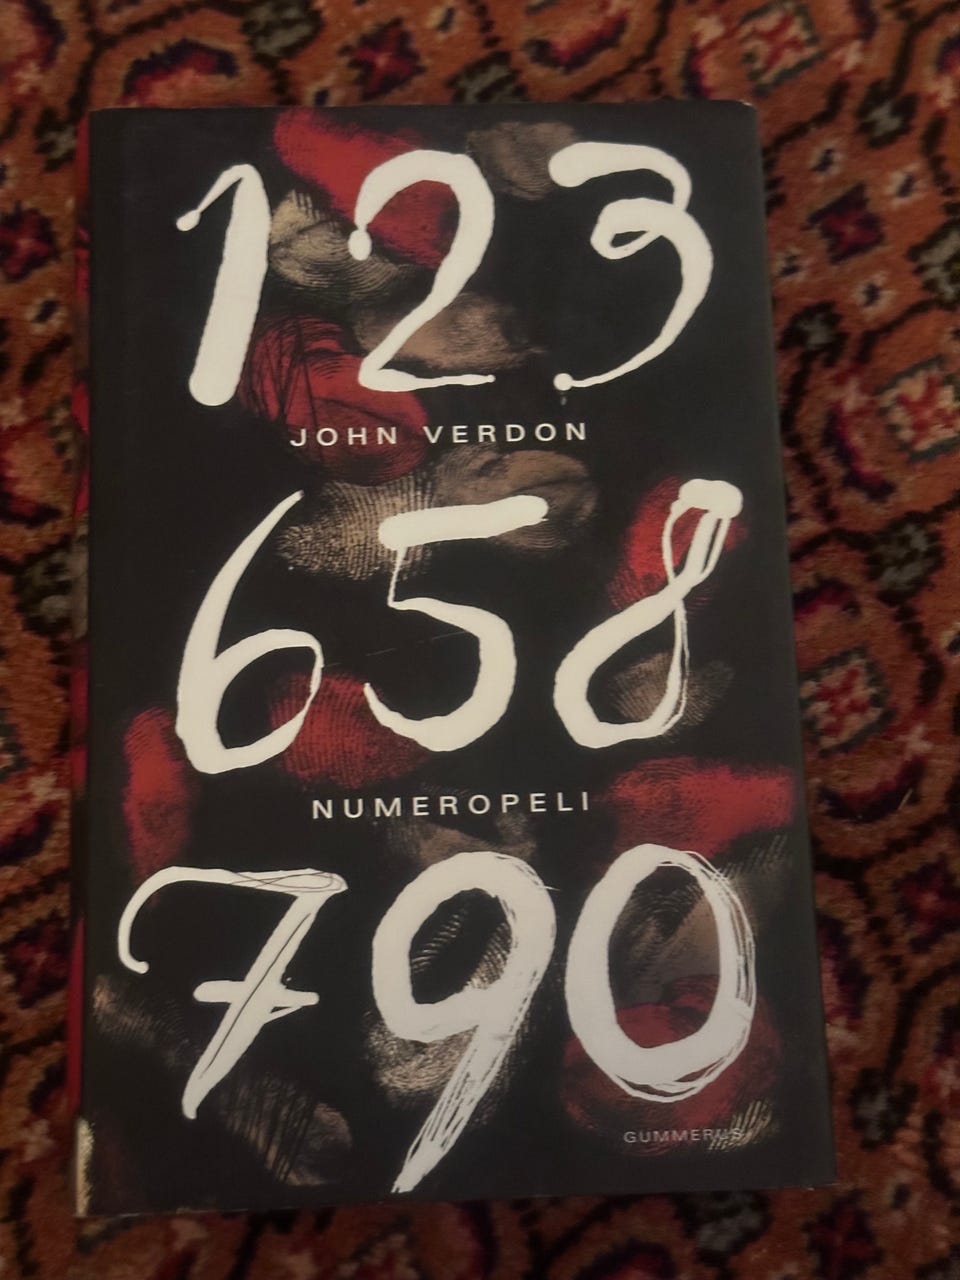 123
JOHN VERDON
658
NUMEROPELI
790
GUMMERUS